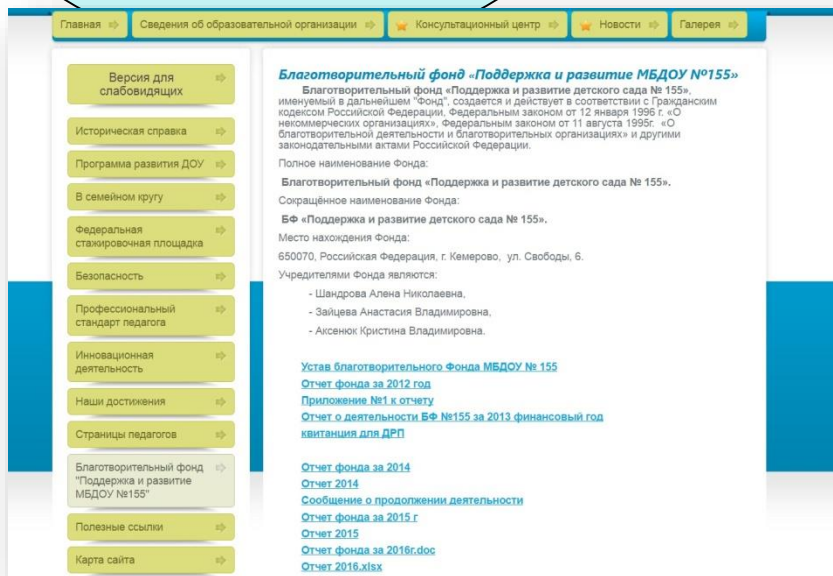 Главная
Сведения об образовательной организации
Консультационный центр
Новости
Галерея
Версия для
слабовидящих
Историческая справка
Программа развития ДОУ
В семейном кругу
Федеральная
стажировочная площадка
Безопасность
Профессиональный
стандарт педагога
Инновационная
деятельность
Наши достижения
Страницы педагогов
Благотворительный фонд
"Поддержка и развитие
МБДОУ №155"
Полезные ссылки
Карта сайта
Благотворительный фонд «Поддержка и развитие МБДОУ №155»
Благотворительный фонд «Поддержка и развитие детского сада № 155»,
именуемый в дальнейшем "Фонд", создается и действует в соответствии с Гражданским
кодексом Российской Федерации, Федеральным законом от 12 января 1996 г. «О
некоммерческих организациях», Федеральным законом от 11 августа 1995г. «О
благотворительной деятельности и благотворительных организациях» и другими
законодательными актами Российской Федерации.
Полное наименование Фонда:
Благотворительный фонд «Поддержка и развитие детского сада № 155».
Сокращённое наименование Фонда:
БФ «Поддержка и развитие детского сада № 155».
Место нахождения Фонда:
650070, Российская Федерация, г. Кемерово, ул. Свободы, 6.
Учредителями Фонда являются:
- Шандрова Алена Николаевна,
- Зайцева Анастасия Владимировна,
- Аксенюк Кристина Владимировна.
Устав благотворительного Фонда МБДОУ № 155
Отчет фонда за 2012 год
Приложение №1 к отчету
Отчет о деятельности БФ №155 за 2013 финансовый год
квитанция для ДРП
Отчет фонда за 2014
Отчет 2014
Сообщение о продолжении деятельности
Отчет фонда за 2015 г
Отчет 2015
Отчет фонда за 2016г.doc
Отчет 2016.xlsx